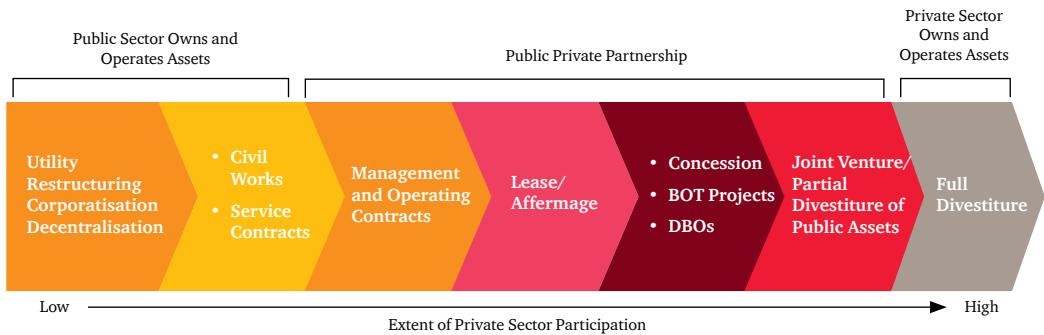 Public Sector Owns and
Operates Assets
Public Private Partnership
Private Sector
Owns and
Operates Assets
Utility
Restructuring
Corporatisation
Decentralisation
• Civil
Works
• Service
Contracts
Management
and Operating
Contracts
Lease/
Affermage
• Concession
• BOT Projects
• DBOs
Joint Venture/
Partial
Divestiture of
Public Assets
Full
Divestiture
Low
High
Extent of Private Sector Participation